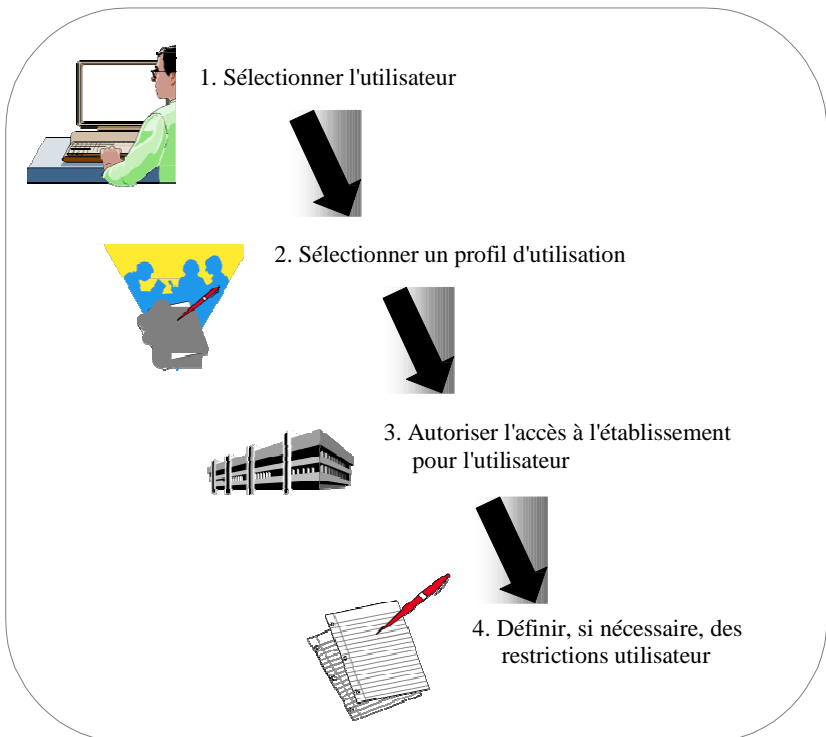 1. Sélectionner l'utilisateur
2. Sélectionner un profil d'utilisation
3. Autoriser l'accès à l'établissement
pour l'utilisateur
4. Définir, si nécessaire, des
restrictions utilisateur